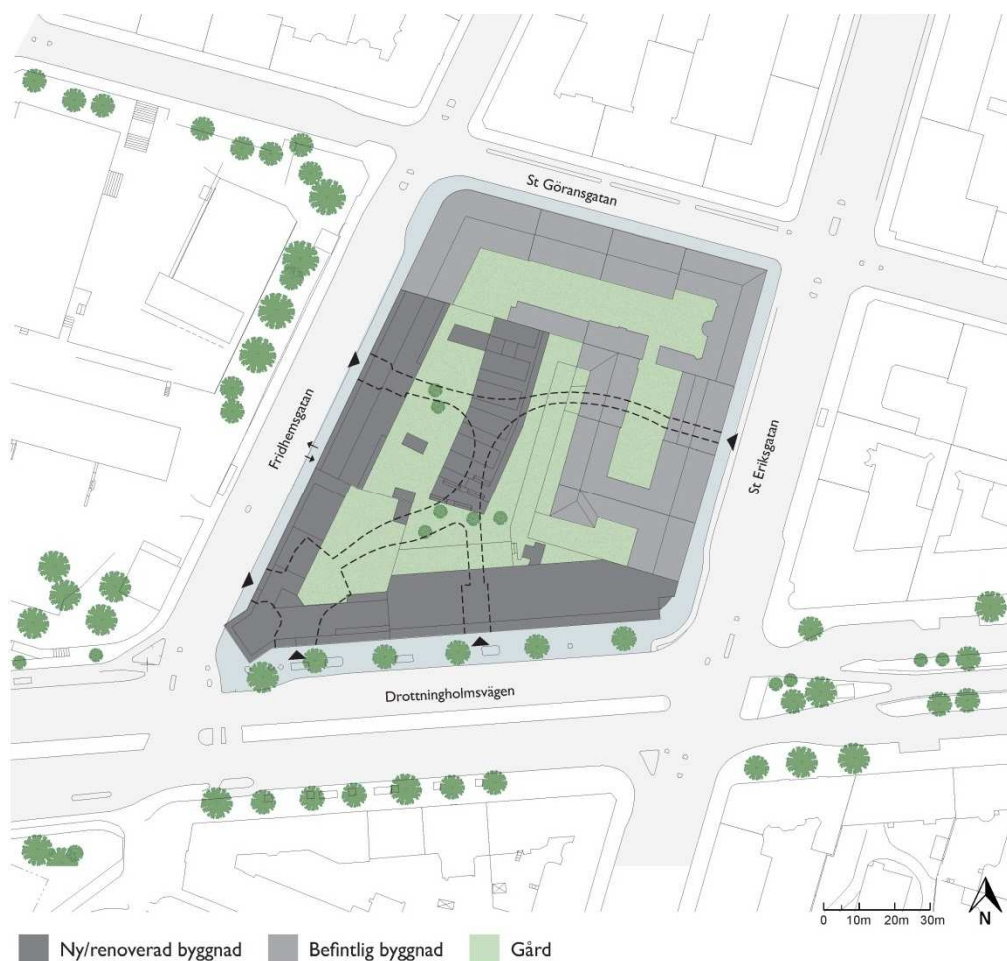 St Göransgatan
Fridhemsgatan
St Eriksgatan
Drottningholmsvägen
0 10m 20m 30m
N
Ny/renoverad byggnad
Befintlig byggnad
Gård